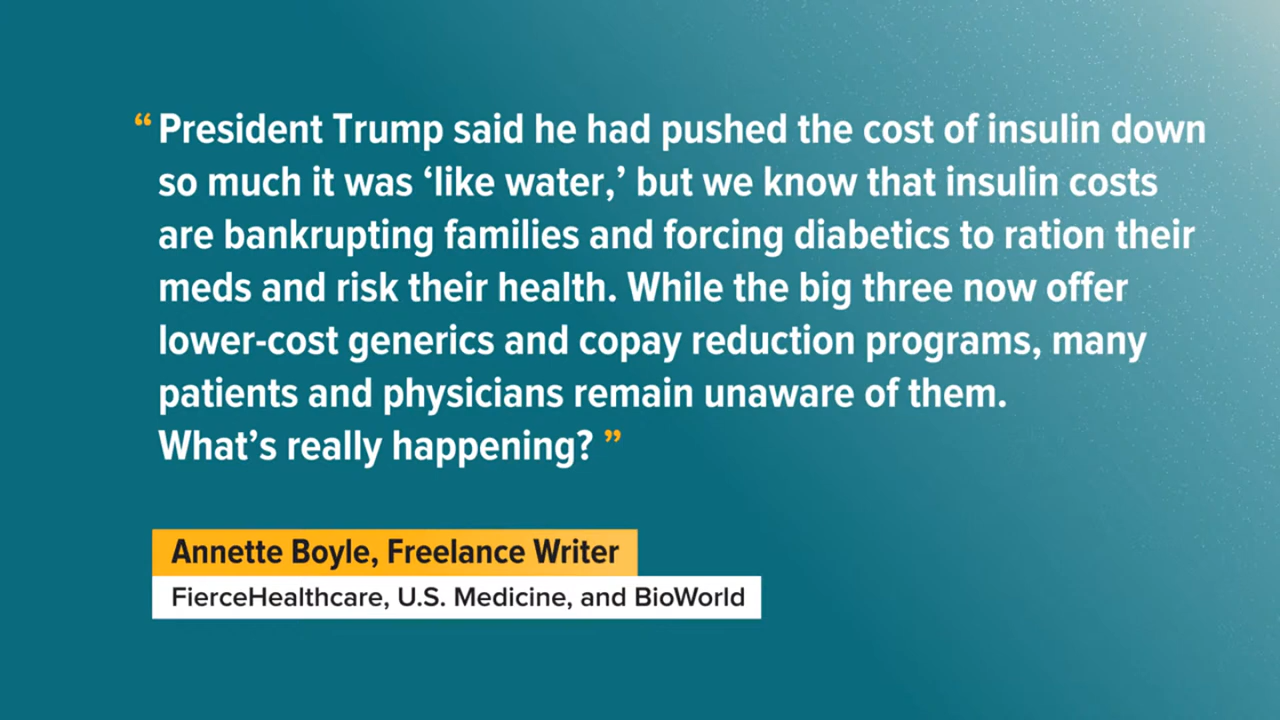 “ President Trump said he had pushed the cost of insulin down
so much it was ‘like water,’ but we know that insulin costs
are bankrupting families and forcing diabetics to ration their
meds and risk their health. While the big three now offer
lower-cost generics and copay reduction programs, many
patients and physicians remain unaware of them.
What’s really happening? ”
Annette Boyle, Freelance Writer
FierceHealthcare, U.S. Medicine, and BioWorld